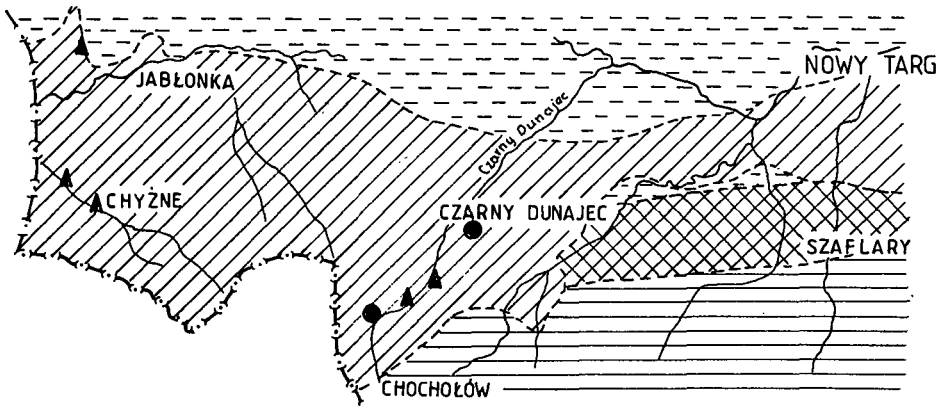 NOWY TARG
JABŁONKA
Czarny Dunajec
CHYŻNE
CZARNY DUNAJEC
SZAFLARY
CHOCHOŁÓW